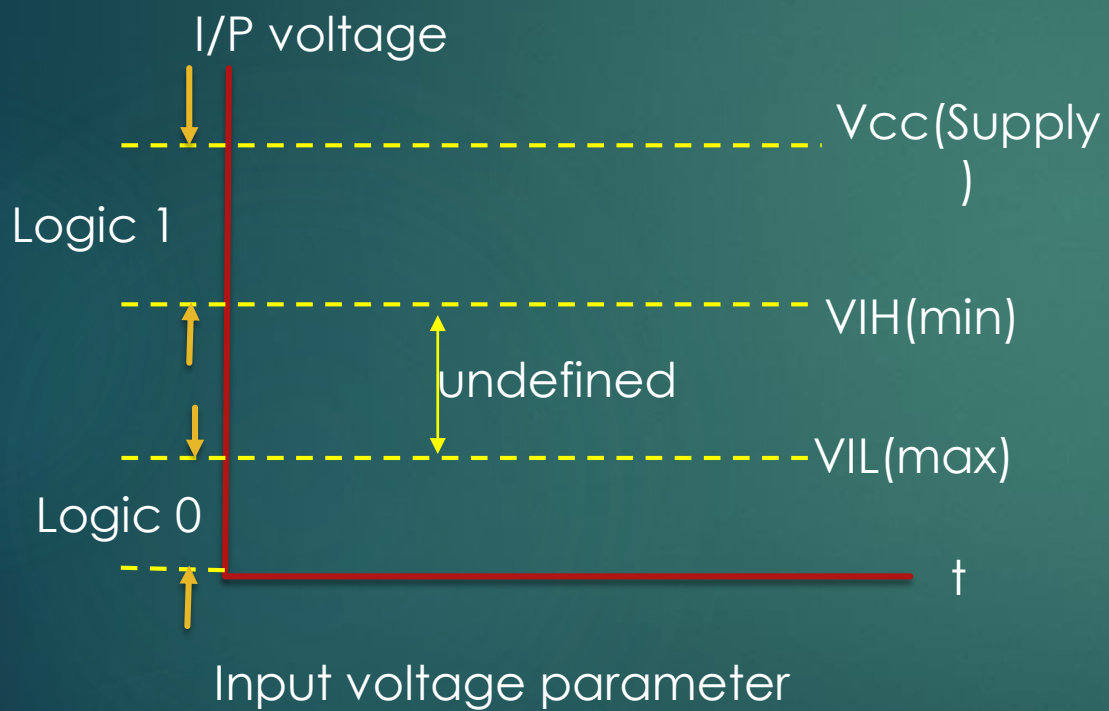 I/P voltage
Vcc(Supply
)
Logic 1
VIH(min)
undefined
VIL(max)
Logic 0
t
Input voltage parameter